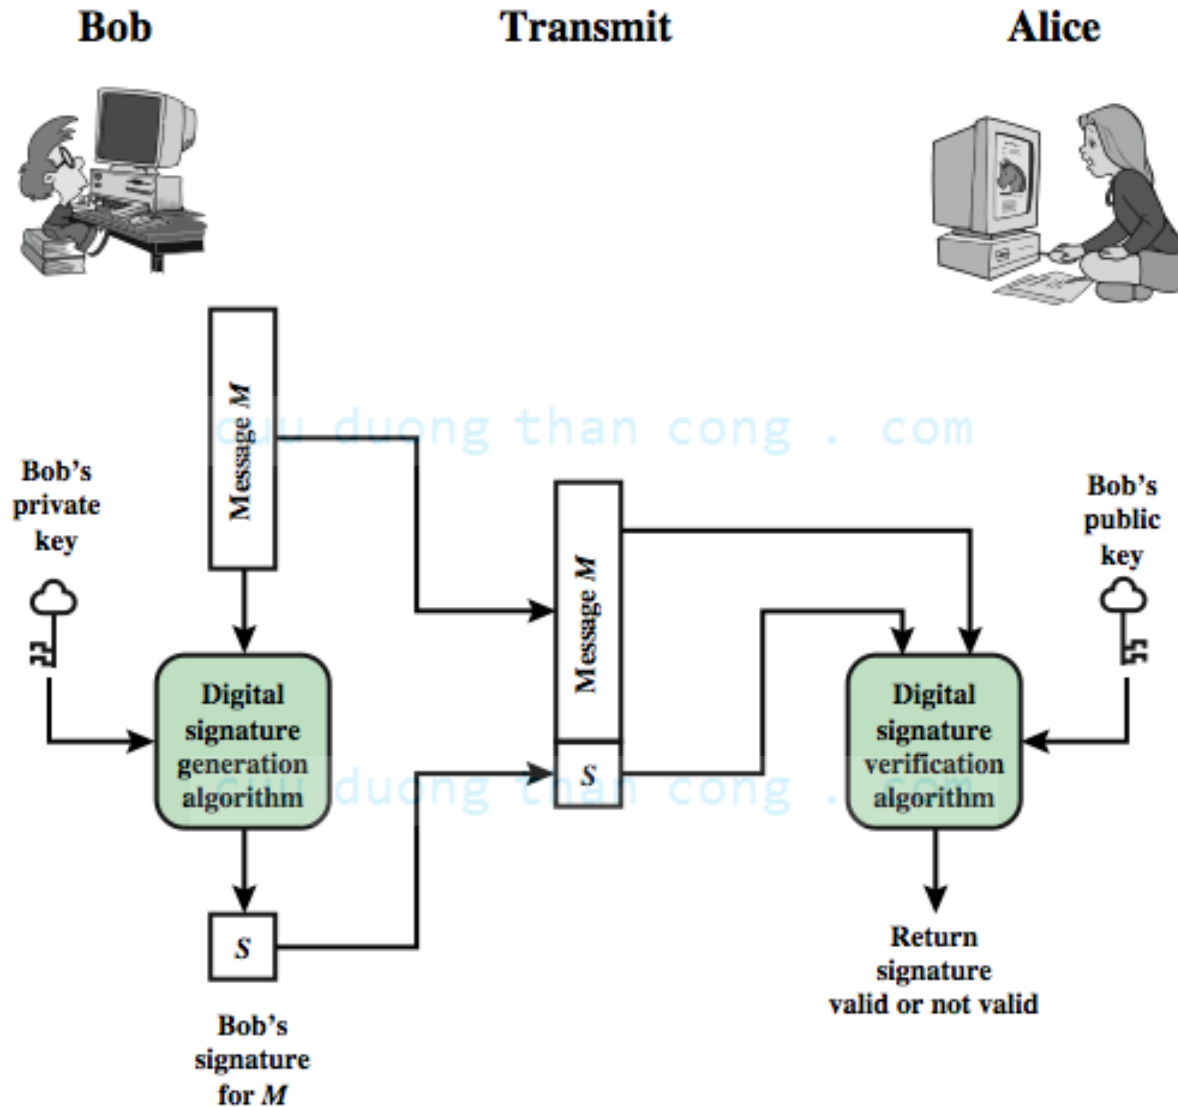 Bob
Transmit
Alice
Message M
cuu duong than cong . com
Bob's
private
key
Message M
Bob's
public
key
Digital
signature
generation
algorithm
S
Digital
signature
verification
algorithm
cuu duong than cong . com
S
Bob's
signature
for M
Return
signature
valid or not valid